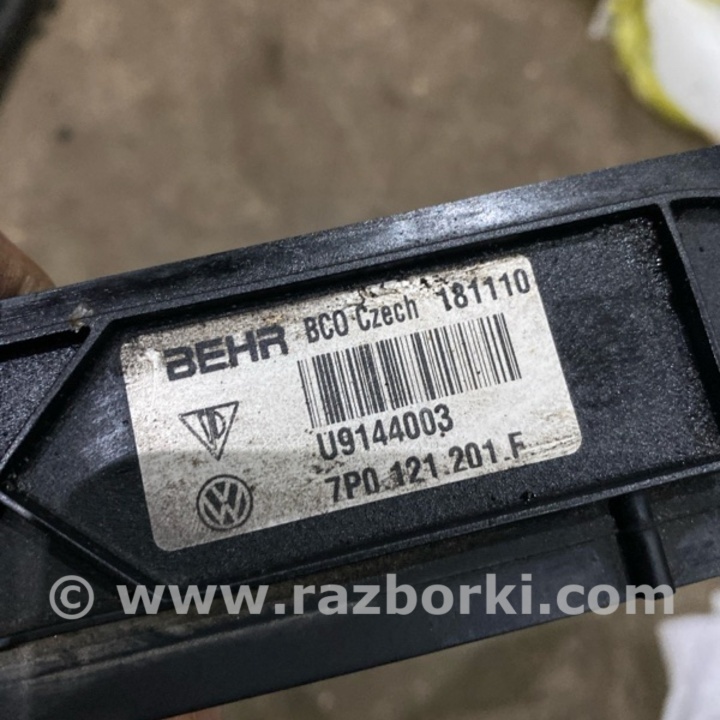 BEHR BCO Czech 181110
U9144003
7P0.121.201.F
© www.razborki.com